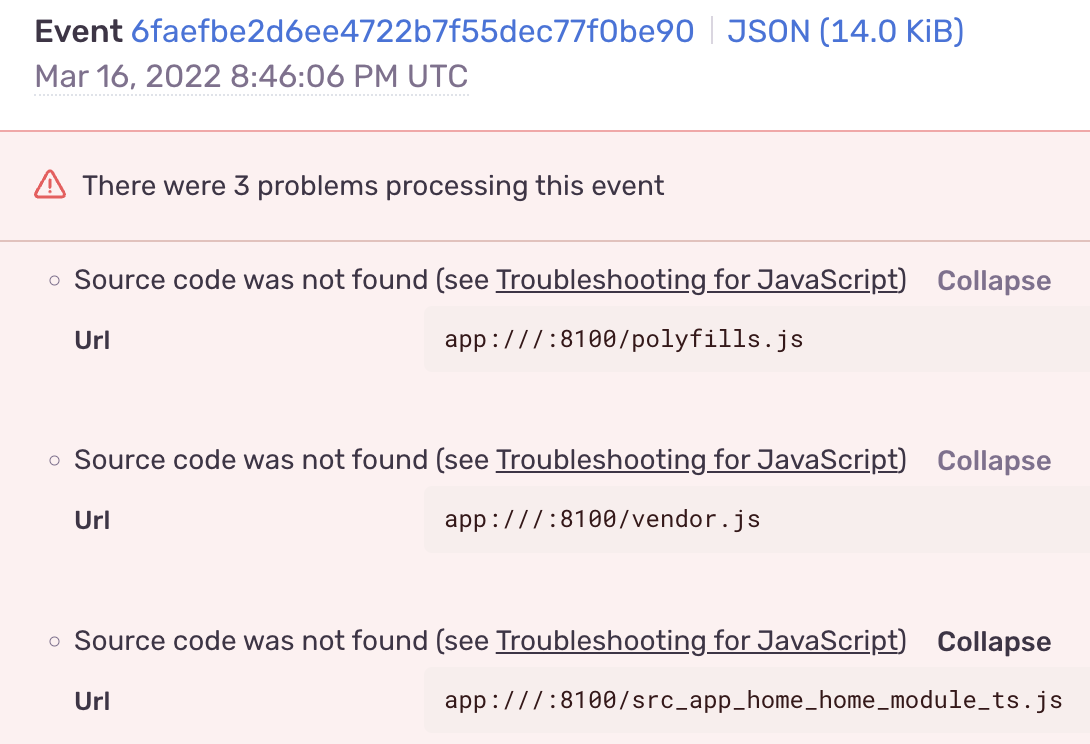 Event 6faefbe2d6ee4722b7f55dec77f0be90 | JSON (14.0 KiB)
Mar 16, 2022 8:46:06 PM UTC
There were 3 problems processing this event
Source code was not found (see Troubleshooting for JavaScript) Collapse
Url app:///:8100/polyfills.js
Source code was not found (see Troubleshooting for JavaScript) Collapse
Url app:///:8100/vendor.js
Source code was not found (see Troubleshooting for JavaScript) Collapse
Url app:///:8100/src_app_home_home_module_ts.js